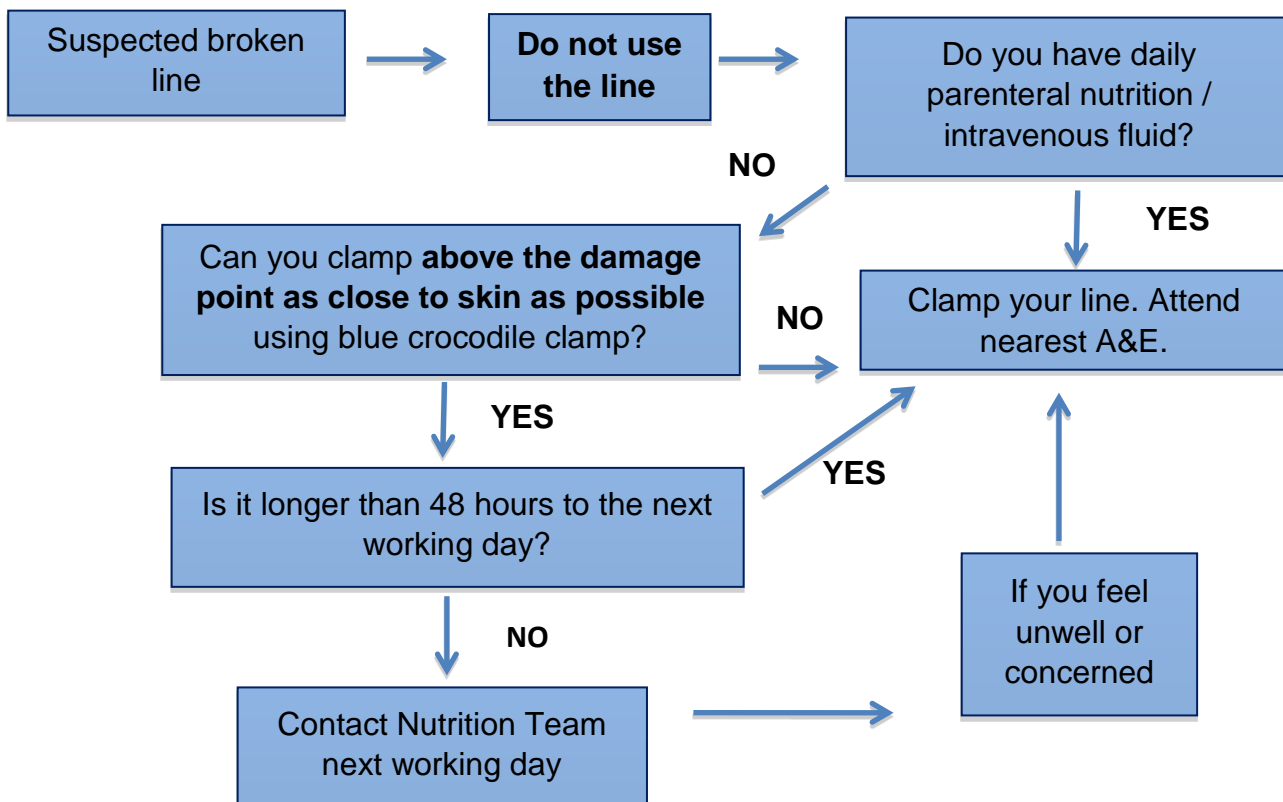 Suspected broken
line
Do not use
the line
Do you have daily
parenteral nutrition /
intravenous fluid?
NO
YES
Can you clamp above the damage
point as close to skin as possible
using blue crocodile clamp?
NO
Clamp your line. Attend
nearest A&E.
YES
YES
Is it longer than 48 hours to the next
working day?
NO
If you feel
unwell or
concerned
Contact Nutrition Team
next working day